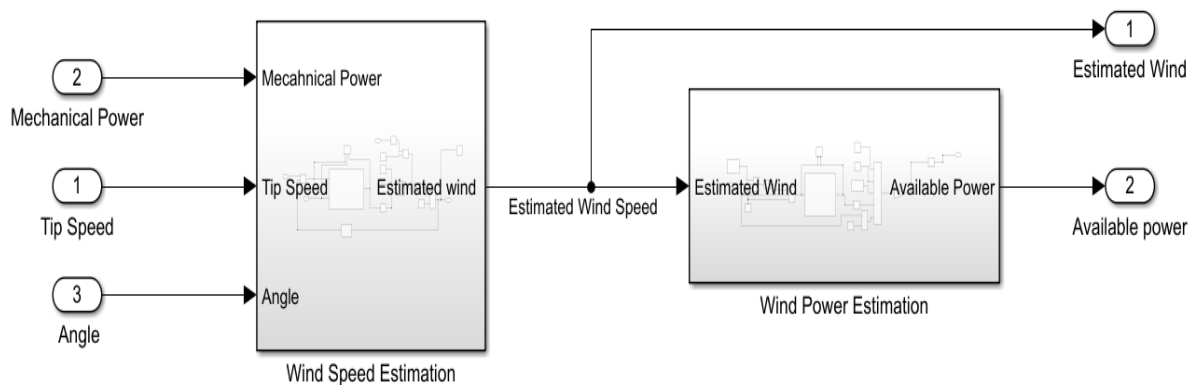 1
Estimated Wind
2
Mechanical Power
Mecahnical Power
1
Tip Speed
Tip Speed
Estimated wind
Estimated Wind Speed
Estimated Wind
Available Power
2
Available power
3
Angle
Angle
Wind Power Estimation
Wind Speed Estimation